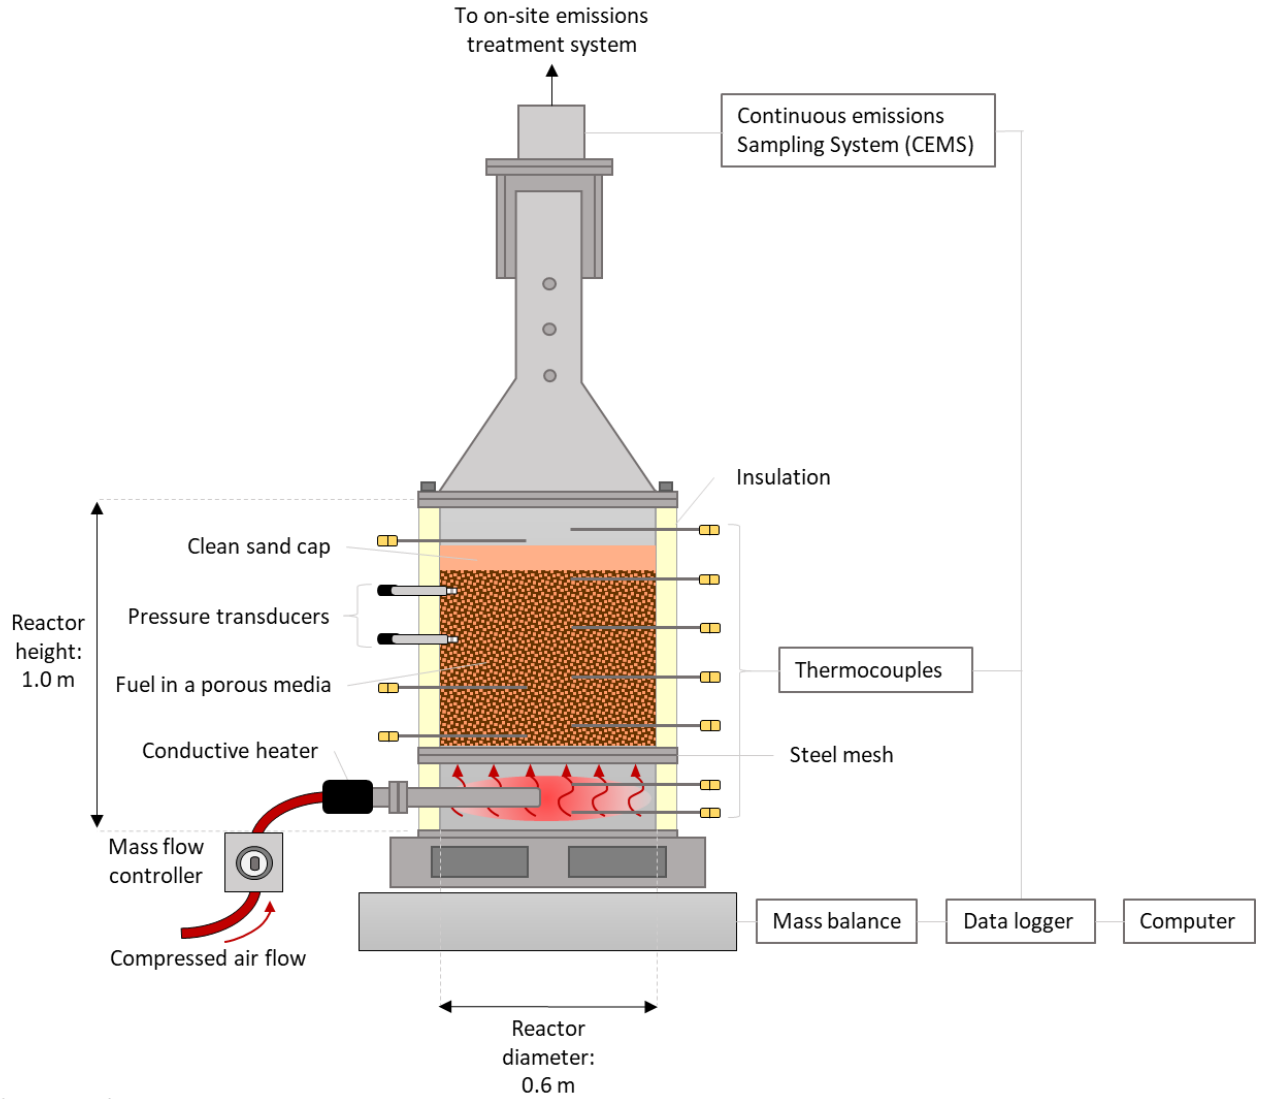 To on-site emissions
treatment system
Continuous emissions
Sampling System (CEMS)
Insulation
Clean sand cap
Pressure transducers
Reactor
height:
1.0 m
Fuel in a porous media
Thermocouples
Conductive heater
Steel mesh
Mass flow
controller
Compressed air flow
Mass balance
Data logger
Computer
Reactor
diameter:
0.6 m